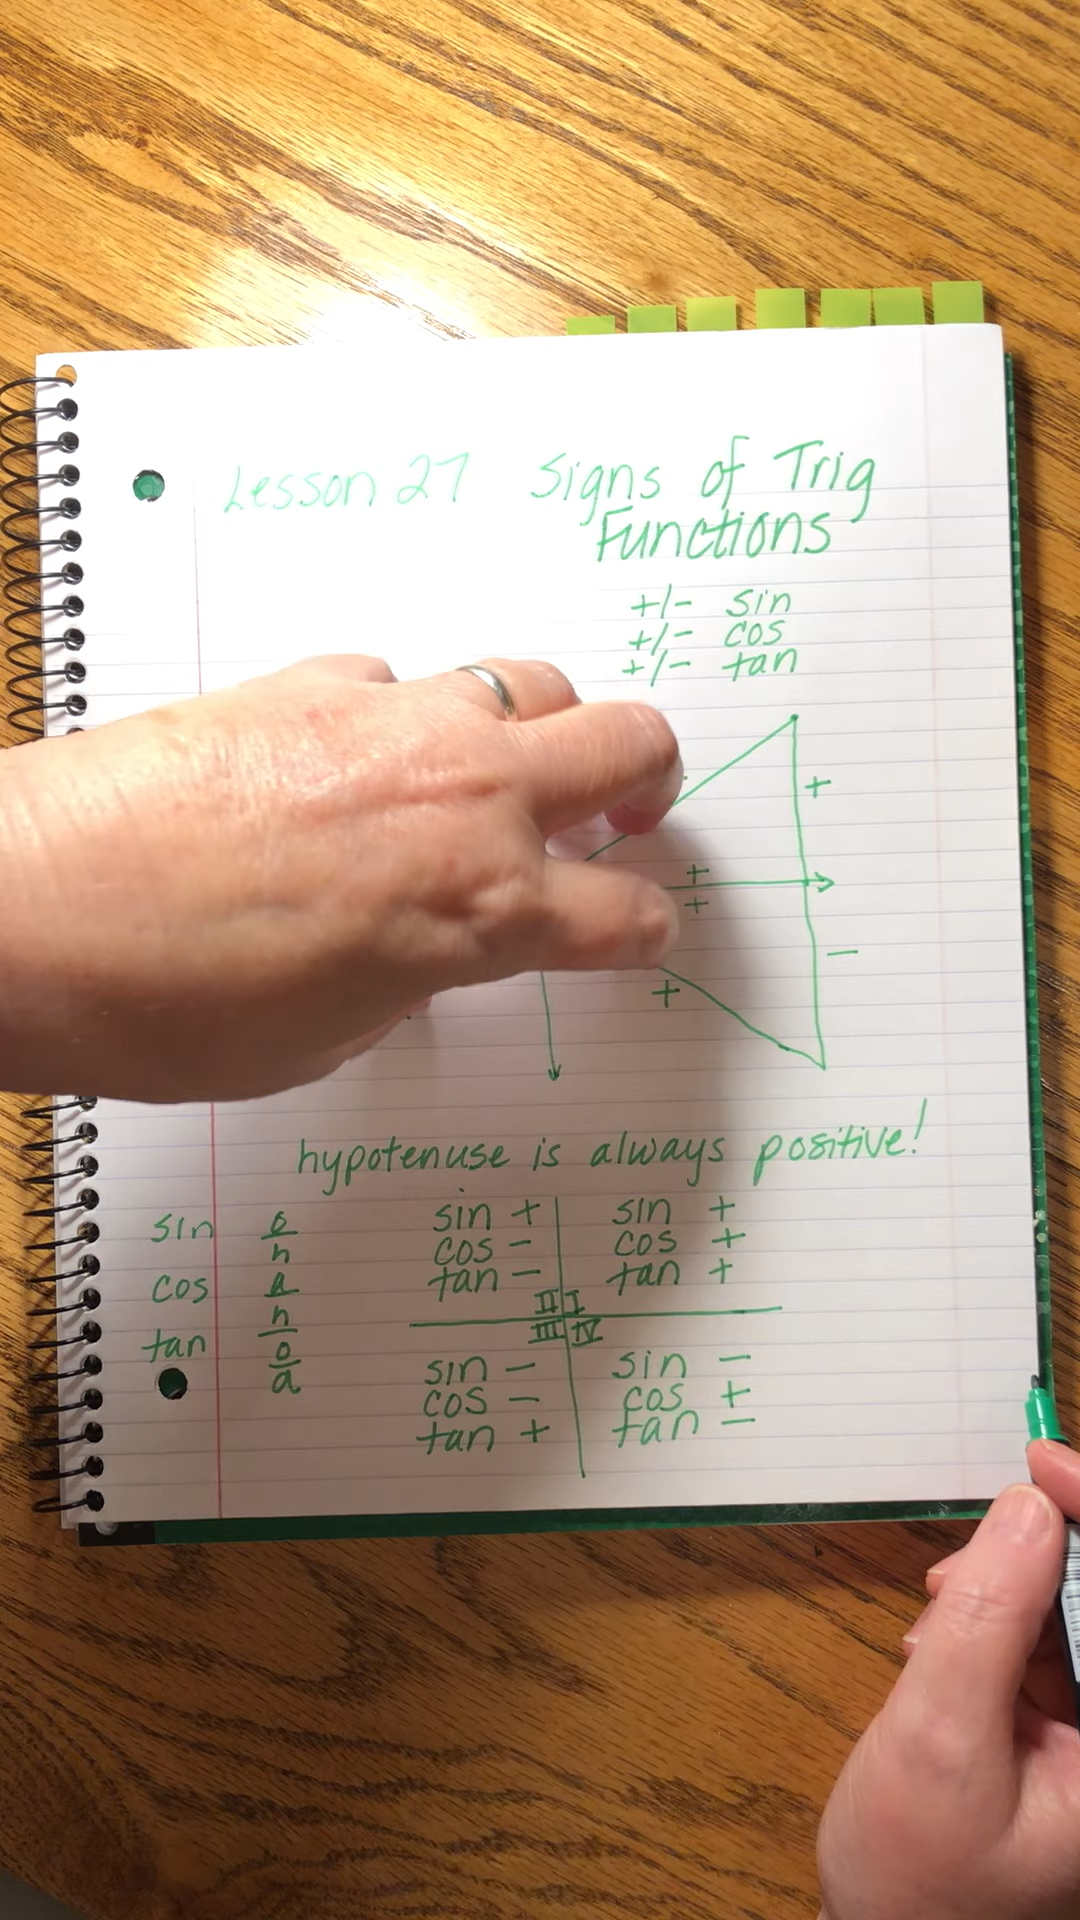 Lesson 27 Signs of Trig
Functions
+/- sin
+/- cos
+/- tan
+
+
+
-
+
hypotenuse is always positive!
sin o/h
cos a/h
tan o/a
sin + sin +
cos - cos +
tan - tan +
II I
III IV
sin - sin -
cos - cos +
tan + tan -